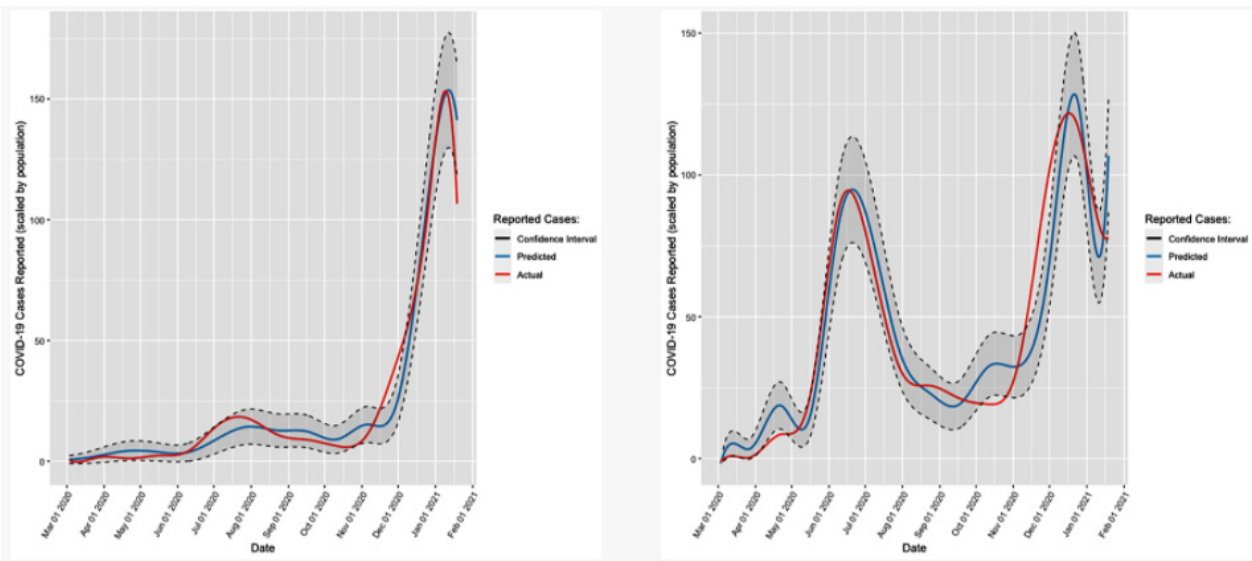 COVID-19 Cases Reported (scaled by population)
150
100
50
0
Mar 01 2020
Apr 01 2020
May 01 2020
Jun 01 2020
Jul 01 2020
Aug 01 2020
Sep 01 2020
Oct 01 2020
Nov 01 2020
Dec 01 2020
Jan 01 2021
Feb 01 2021
Date
Reported Cases:
Confidence Interval
Predicted
Actual
COVID-19 Cases Reported (scaled by population)
150
100
50
0
Mar 01 2020
Apr 01 2020
May 01 2020
Jun 01 2020
Jul 01 2020
Aug 01 2020
Sep 01 2020
Oct 01 2020
Nov 01 2020
Dec 01 2020
Jan 01 2021
Feb 01 2021
Date
Reported Cases:
Confidence Interval
Predicted
Actual